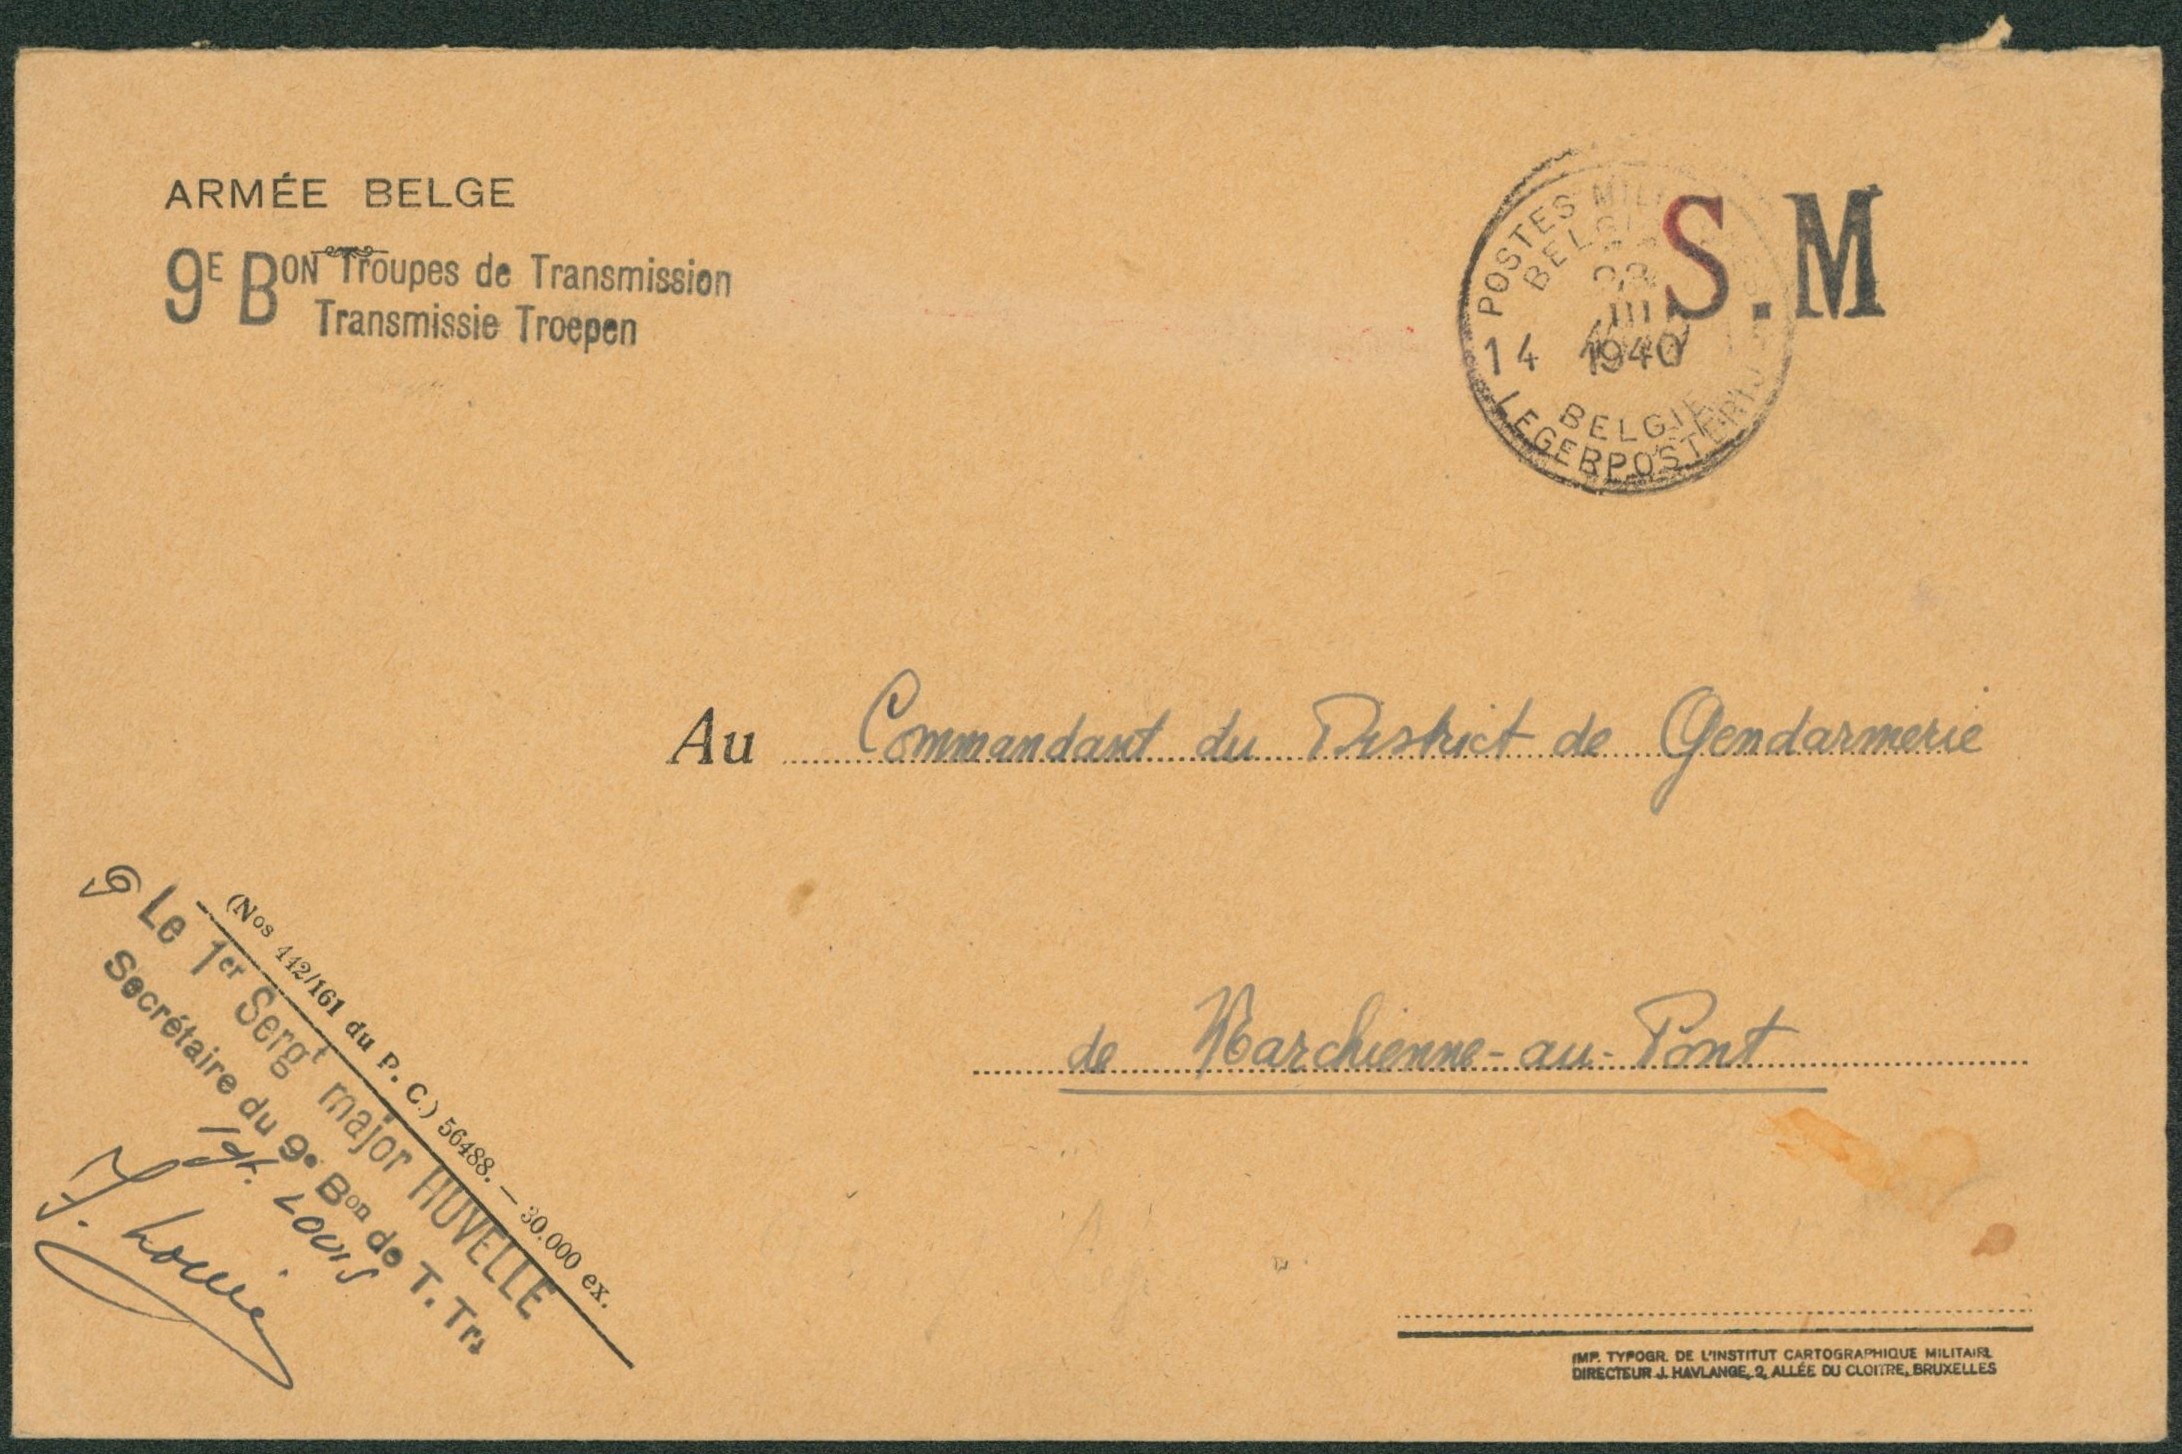 ARMÉE BELGE
9E BON Troupes de Transmission
Transmissie Troepen
POSTES MILI
BELGI
III
14 1940
BELGIE
LEGERPOSTERIJ
S.M
Au Commandant du District de Gendarmerie
de Marchienne-au-Pont
(Nos 442/161 du P. C.) 56488. — 30.000 ex.
Le 1er Sergt major HUVELLE
Secrétaire du 9e Bon de T. Trs
LOUIS
IMP. TYPOGR. DE L'INSTITUT CARTOGRAPHIQUE MILITAIRE
DIRECTEUR J. HAVLANGE, 2, ALLÉE DU CLOITRE, BRUXELLES